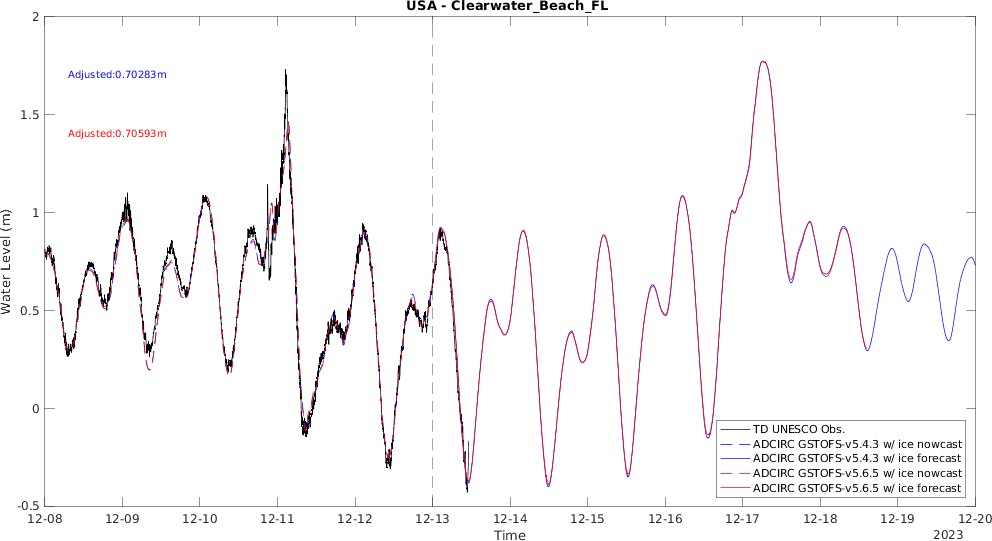 USA - Clearwater_Beach_FL
Water Level (m)
2
1.5
1
0.5
0
-0.5
Adjusted:0.70283m
Adjusted:0.70593m
TD UNESCO Obs.
ADCIRC GSTOFS-v5.4.3 w/ ice nowcast
ADCIRC GSTOFS-v5.4.3 w/ ice forecast
ADCIRC GSTOFS-v5.6.5 w/ ice nowcast
ADCIRC GSTOFS-v5.6.5 w/ ice forecast
12-08 12-09 12-10 12-11 12-12 12-13 12-14 12-15 12-16 12-17 12-18 12-19 12-20
Time
2023